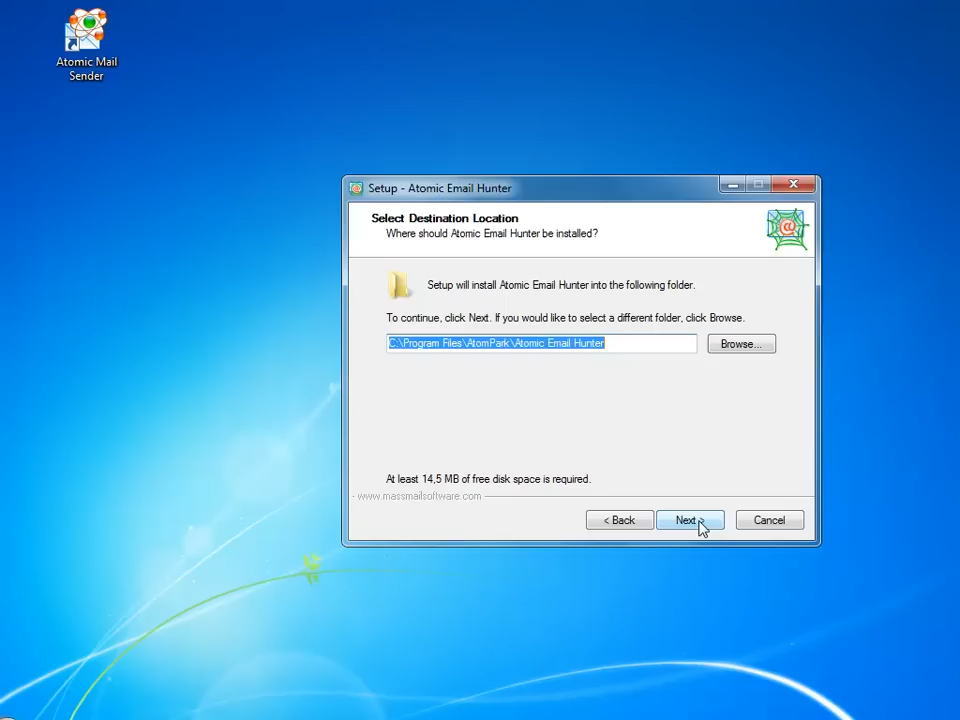 Atomic Mail
Sender
Setup - Atomic Email Hunter
Select Destination Location
Where should Atomic Email Hunter be installed?
Setup will install Atomic Email Hunter into the following folder.
To continue, click Next. If you would like to select a different folder, click Browse.
C:\Program Files\AtomPark\Atomic Email Hunter
Browse...
At least 14,5 MB of free disk space is required.
www.massmailsoftware.com
< Back
Next >
Cancel